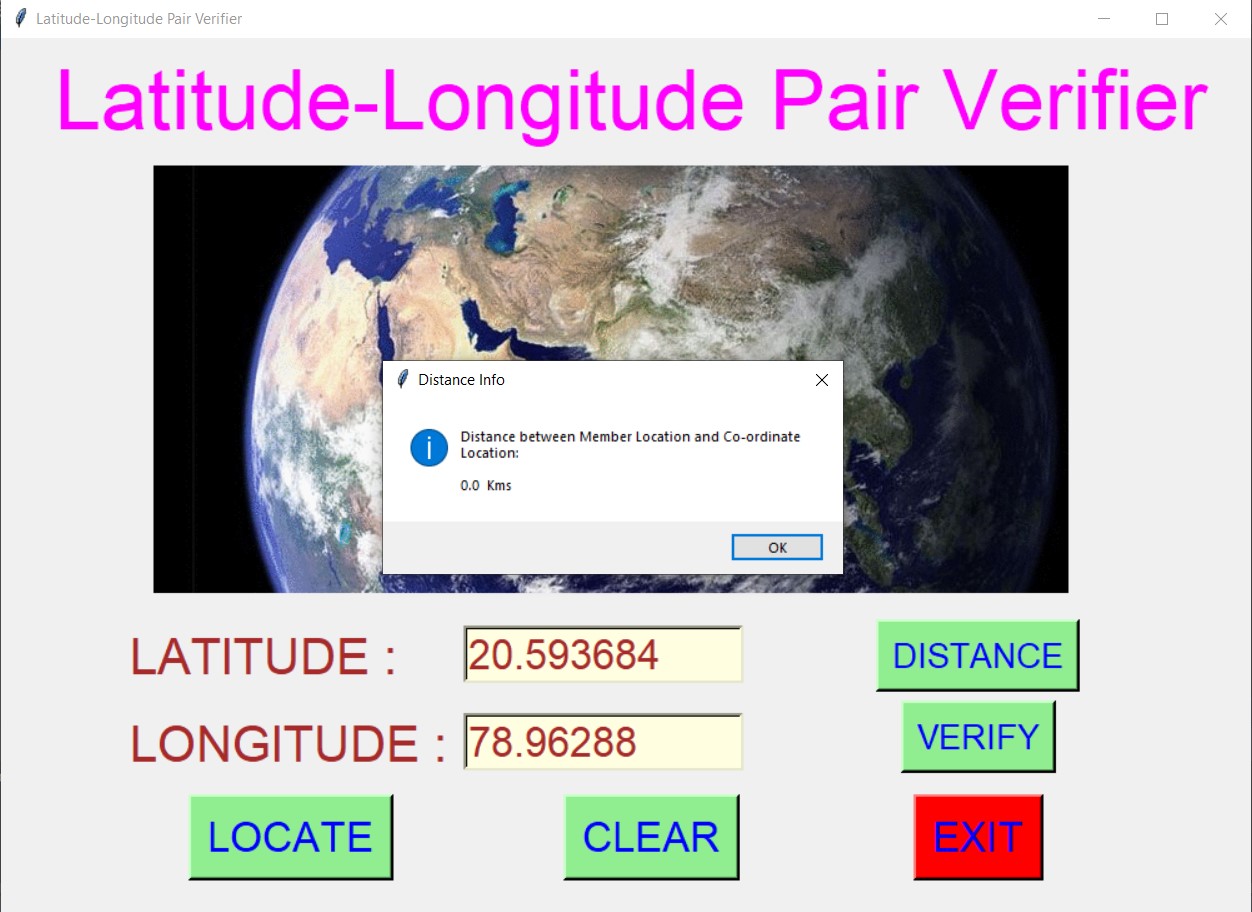 Latitude-Longitude Pair Verifier
Latitude-Longitude Pair Verifier
Distance Info
Distance between Member Location and Co-ordinate
Location:
0.0  Kms
OK
LATITUDE : 20.593684 DISTANCE
LONGITUDE : 78.96288 VERIFY
LOCATE CLEAR EXIT